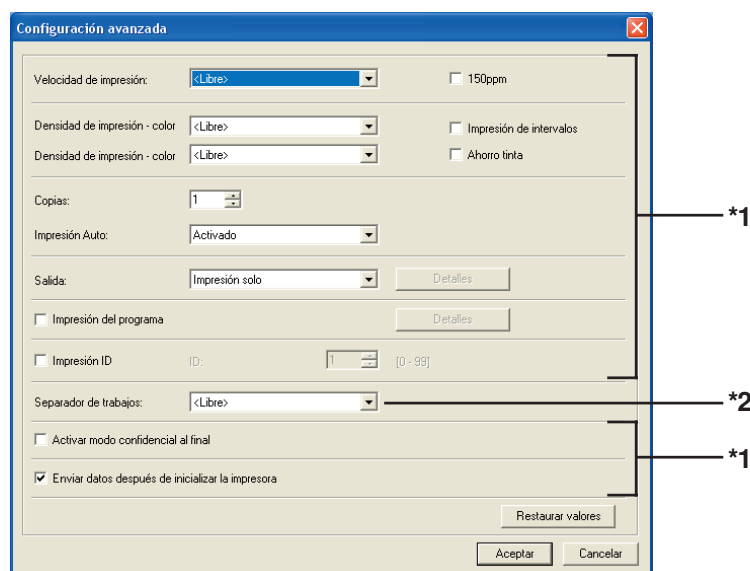 Configuración avanzada
Velocidad de impresión: <Libre> 150ppm
Densidad de impresión - color <Libre> Impresión de intervalos
Densidad de impresión - color <Libre> Ahorro tinta
Copias: 1
*1
Impresión Auto: Activado
Salida: Impresión solo Detalles
Impresión del programa Detalles
Impresión ID ID: 1 [0 - 99]
Separador de trabajos: <Libre> *2
Activar modo confidencial al final
*1
Enviar datos después de inicializar la impresora
Restaurar valores
Aceptar Cancelar